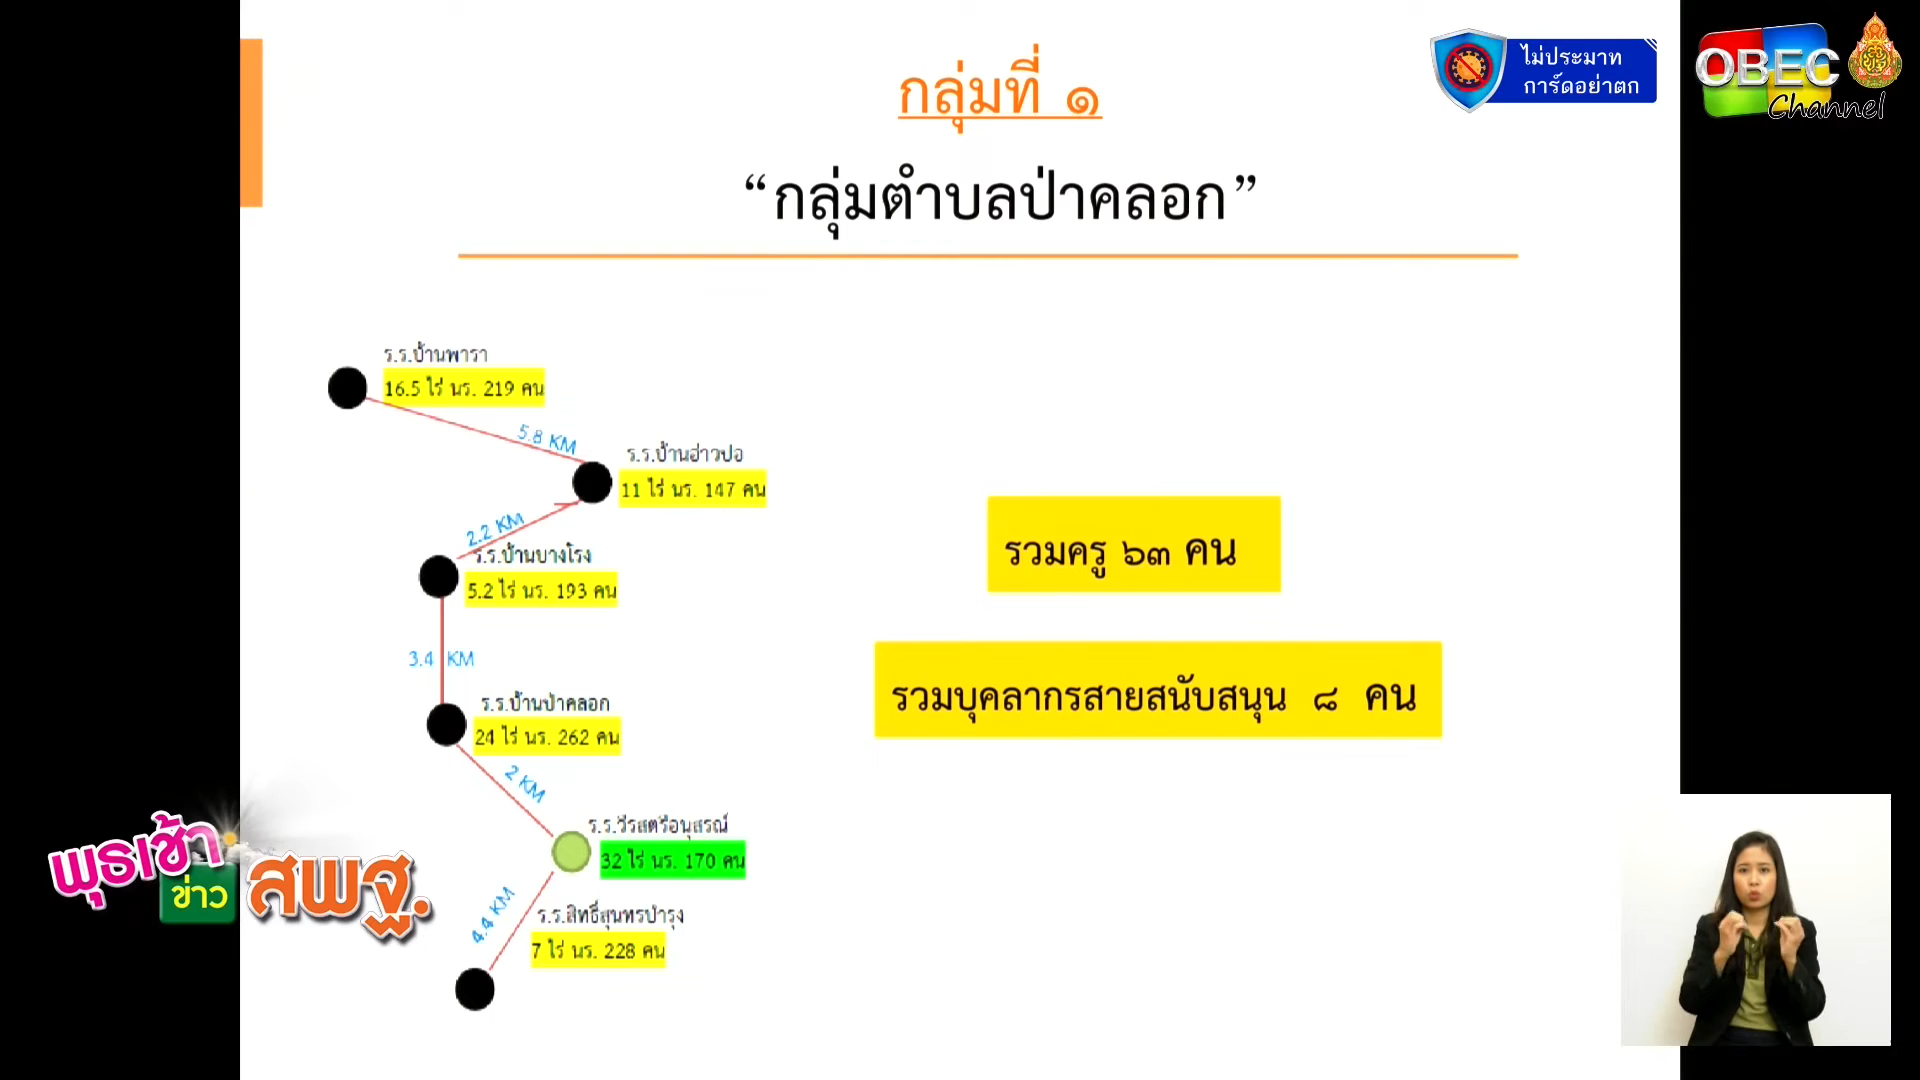 กลุ่มที่ ๑
“กลุ่มตำบลป่าคลอก”
ไม่ประมาท
การ์ดอย่าตก
OBEC
Channel
ร.ร.บ้านพารา
16.5 ไร่ นร. 219 คน
5.8 KM
ร.ร.บ้านอ่าวปอ
11 ไร่ นร. 147 คน
2.2 KM
ร.ร.บ้านบางโรง
5.2 ไร่ นร. 193 คน
3.4 KM
ร.ร.บ้านป่าคลอก
24 ไร่ นร. 262 คน
2 KM
ร.ร.วีรสตรีอนุสรณ์
32 ไร่ นร. 170 คน
4.4 KM
ร.ร.สิทธิ์สุนทรบำรุง
7 ไร่ นร. 228 คน
รวมครู ๖๓ คน
รวมบุคลากรสายสนับสนุน ๘ คน
พุธเช้า
ข่าว
สพฐ.